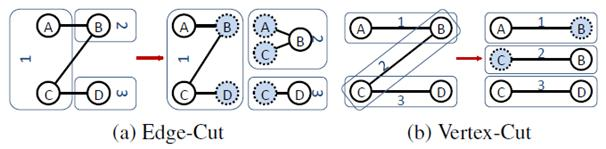 A B 2
1
C D 3
A B A B 2
1 C
C D C D 3
(a) Edge-Cut
A 1 B
2
C 3 D
A 1 B
C 2 B
C 3 D
(b) Vertex-Cut